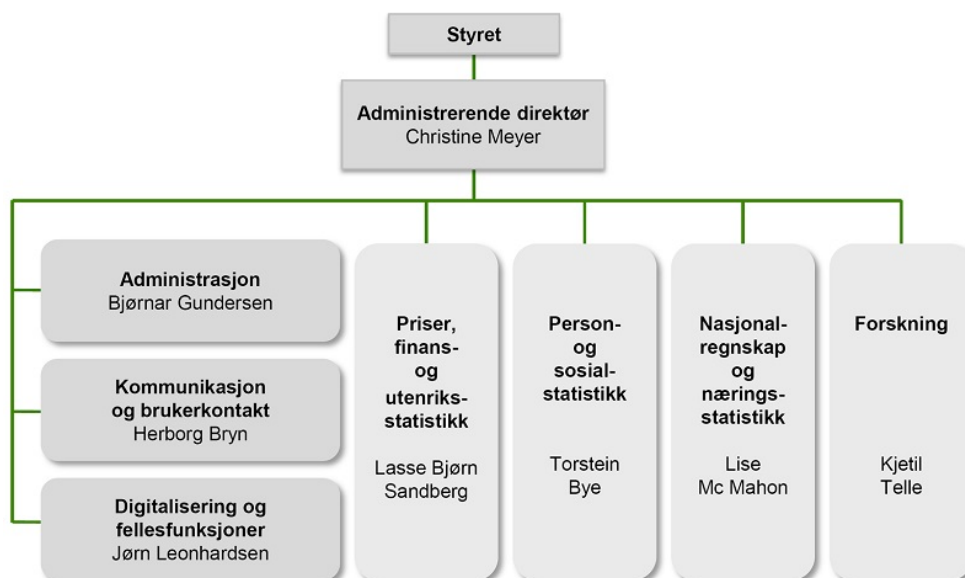 Styret
Administrerende direktør
Christine Meyer
Administrasjon
Bjørnar Gundersen
Kommunikasjon
og brukerkontakt
Herborg Bryn
Digitalisering og
fellesfunksjoner
Jørn Leonhardsen
Priser,
finans-
og
utenriks-
statistikk
Lasse Bjørn
Sandberg
Person-
og
sosial-
statistikk
Torstein
Bye
Nasjonal-
regnskap
og
nærings-
statistikk
Lise
Mc Mahon
Forskning
Kjetil
Telle